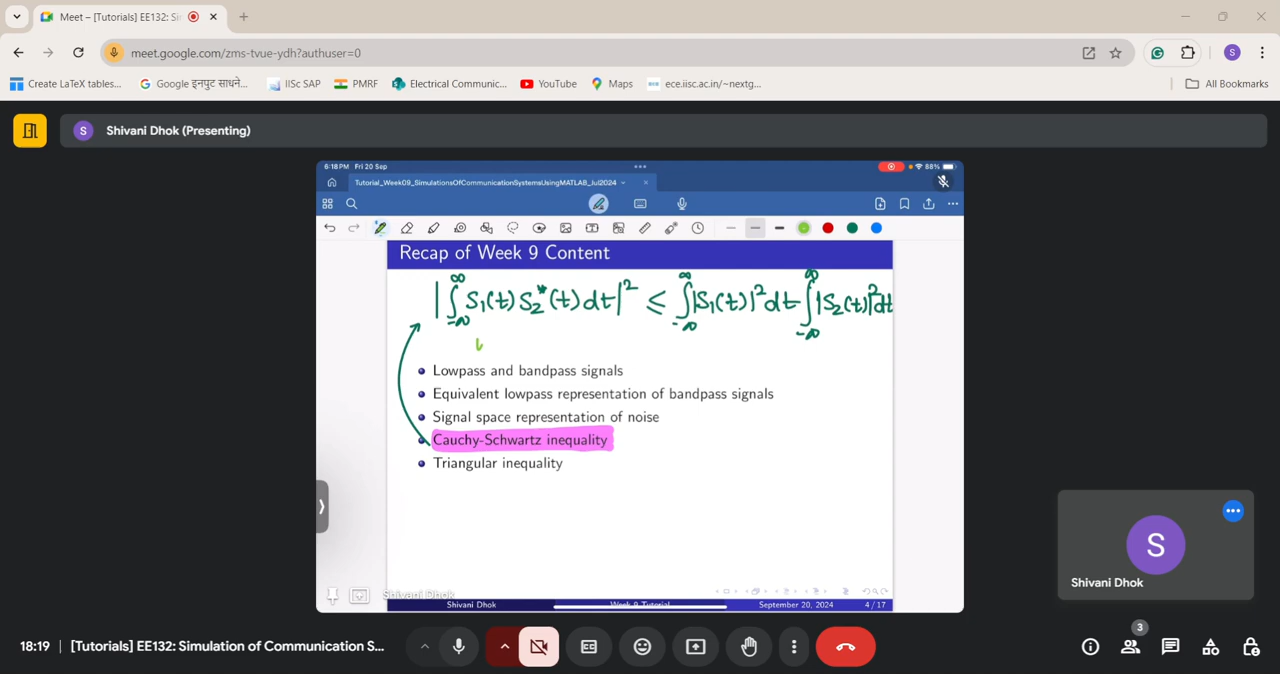 Meet – [Tutorials] EE132: Si
meet.google.com/zms-tvue-ydh?authuser=0
S
Create LaTeX tables...
Google इनपुट साधने...
IISc SAP
PMRF
Electrical Communic...
YouTube
Maps
ece.iisc.ac.in/~nextg...
All Bookmarks
S Shivani Dhok (Presenting)
6:18 PM Fri 20 Sep
88%
Tutorial_Week09_SimulationsOfCommunicationSystemsUsingMATLAB_Jul2024
Recap of Week 9 Content
|∫_{-∞}^{∞} S₁(t) S₂*(t) dt|² ≤ ∫_{-∞}^{∞} |S₁(t)|² dt ∫_{-∞}^{∞} |S₂(t)|² dt
Lowpass and bandpass signals
Equivalent lowpass representation of bandpass signals
Signal space representation of noise
Cauchy-Schwartz inequality
Triangular inequality
Shivani Dhok
Shivani Dhok Week 9 Tutorial September 20, 2024 4 / 17
S
Shivani Dhok
18:19 | [Tutorials] EE132: Simulation of Communication S...
3